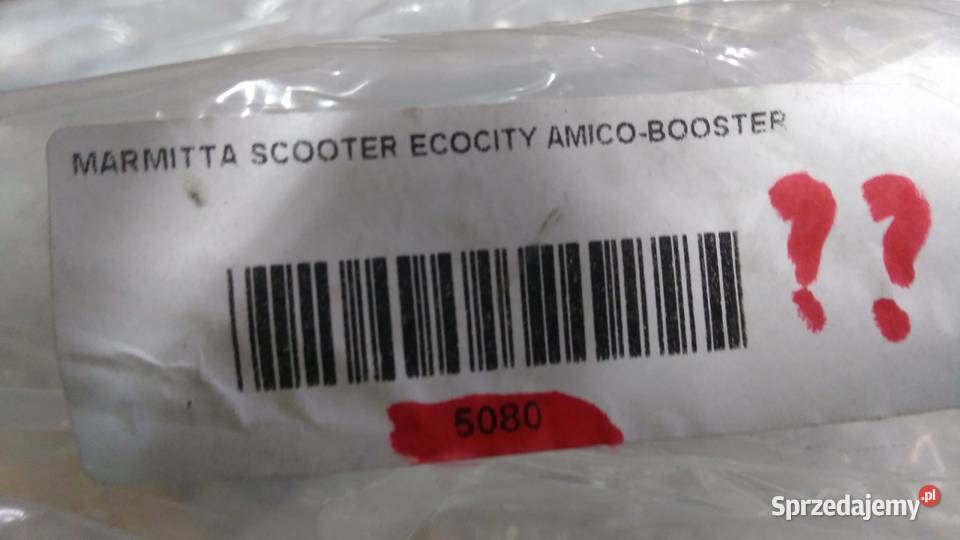 MARMITTA SCOOTER ECOCITY AMICO-BOOSTER
??
5080
Sprzedajemy.pl